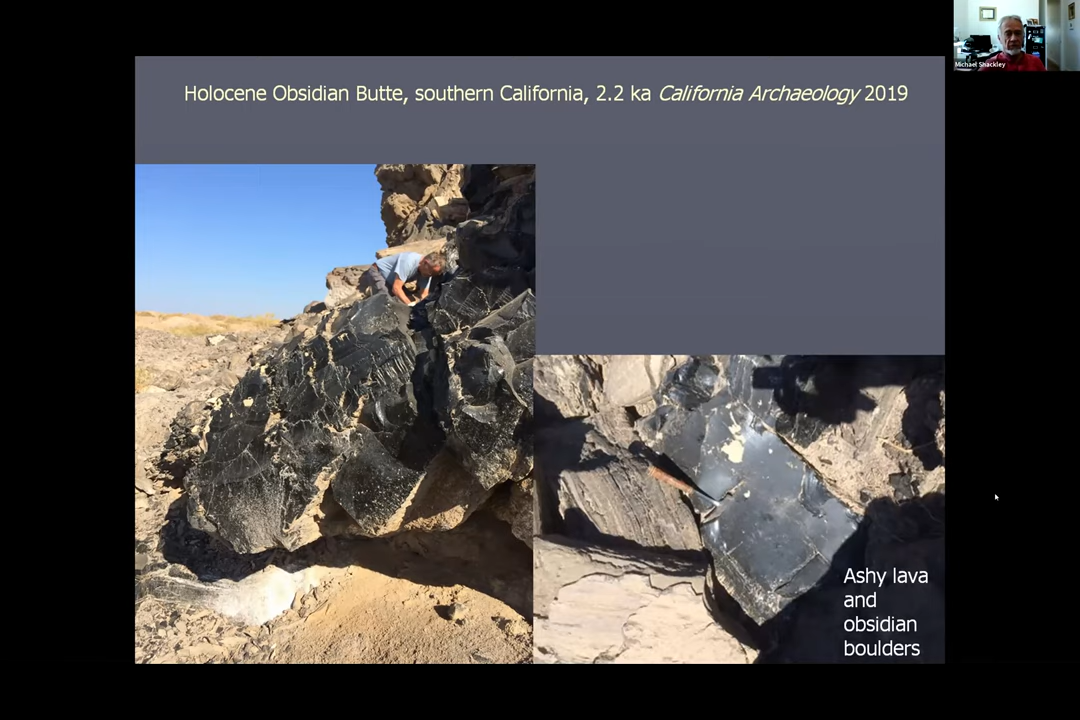 Michael Shackley
Holocene Obsidian Butte, southern California, 2.2 ka California Archaeology 2019
Ashy lava
and
obsidian
boulders